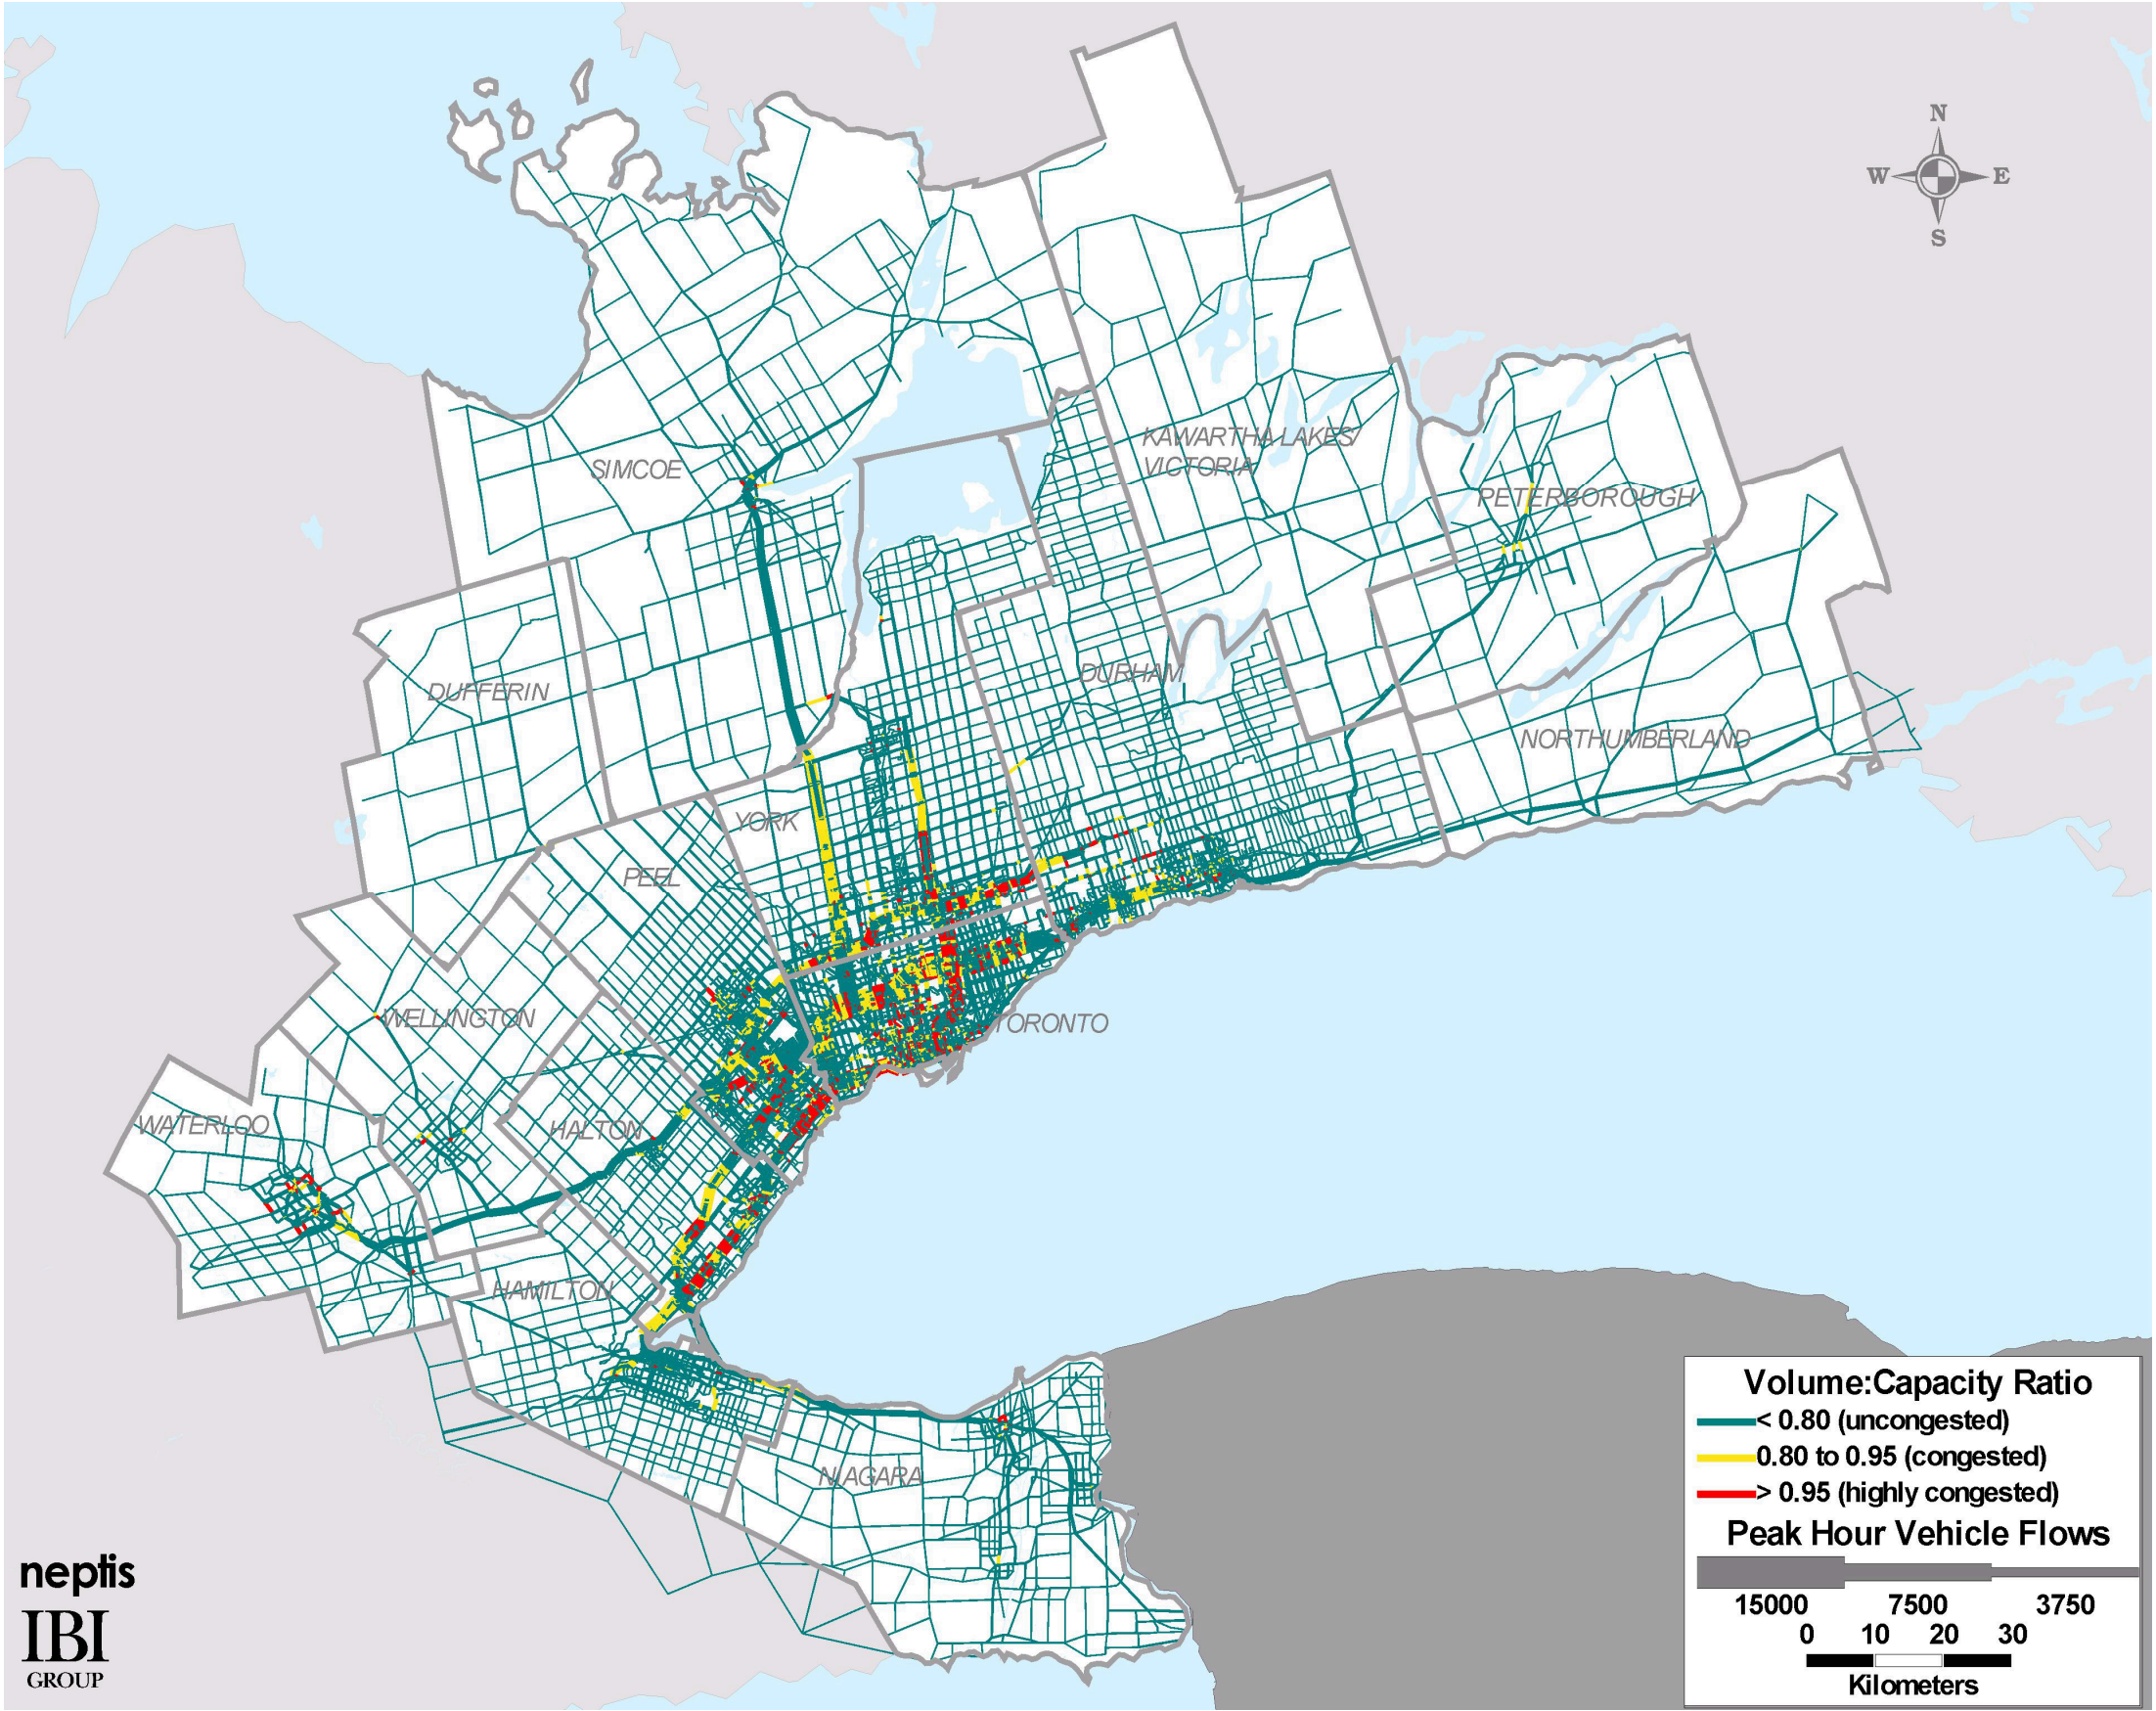 N
W E
S
SIMCOE
KAWARTHA LAKES/
VICTORIA
PETERBOROUGH
DUFFERIN
DURHAM
NORTHUMBERLAND
YORK
PEEL
WELLINGTON
TORONTO
WATERLOO
HALTON
HAMILTON
NIAGARA
Volume:Capacity Ratio
< 0.80 (uncongested)
0.80 to 0.95 (congested)
> 0.95 (highly congested)
Peak Hour Vehicle Flows
15000 7500 3750
0 10 20 30
Kilometers
neptis
IBI
GROUP